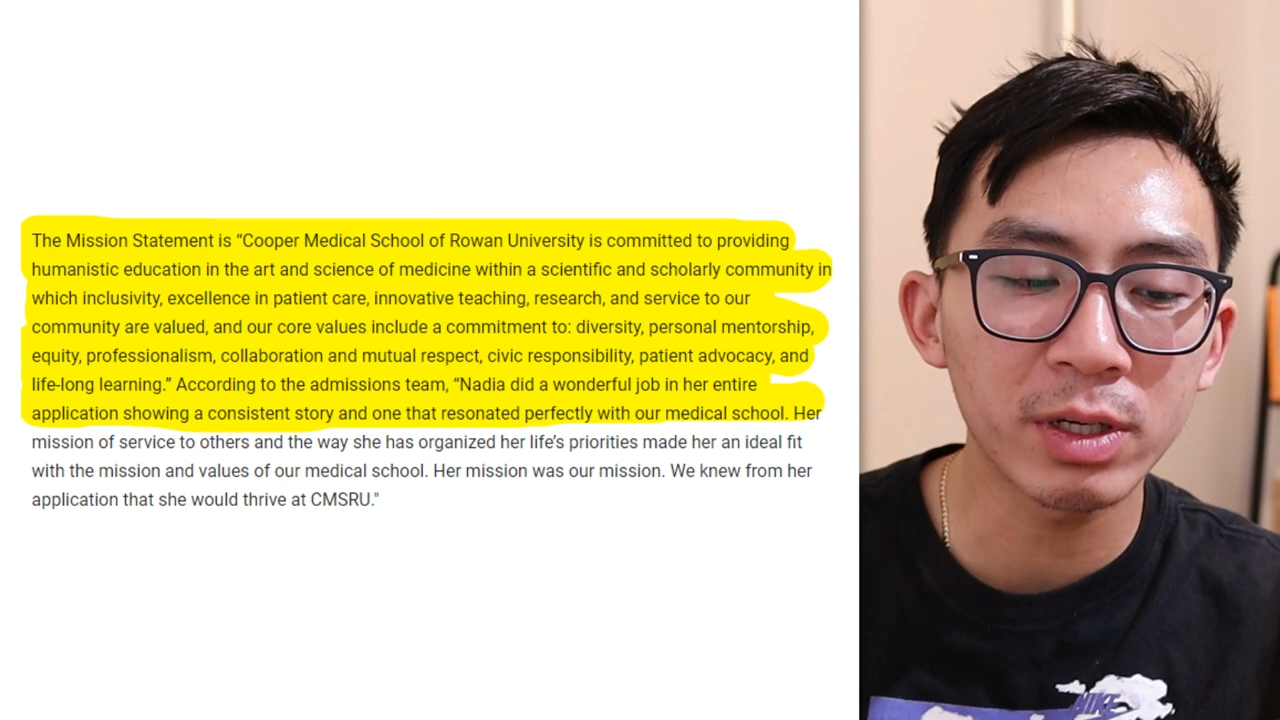 The Mission Statement is “Cooper Medical School of Rowan University is committed to providing
humanistic education in the art and science of medicine within a scientific and scholarly community in
which inclusivity, excellence in patient care, innovative teaching, research, and service to our
community are valued, and our core values include a commitment to: diversity, personal mentorship,
equity, professionalism, collaboration and mutual respect, civic responsibility, patient advocacy, and
life-long learning.” According to the admissions team, “Nadia did a wonderful job in her entire
application showing a consistent story and one that resonated perfectly with our medical school. Her
mission of service to others and the way she has organized her life’s priorities made her an ideal fit
with the mission and values of our medical school. Her mission was our mission. We knew from her
application that she would thrive at CMSRU."
NIKE